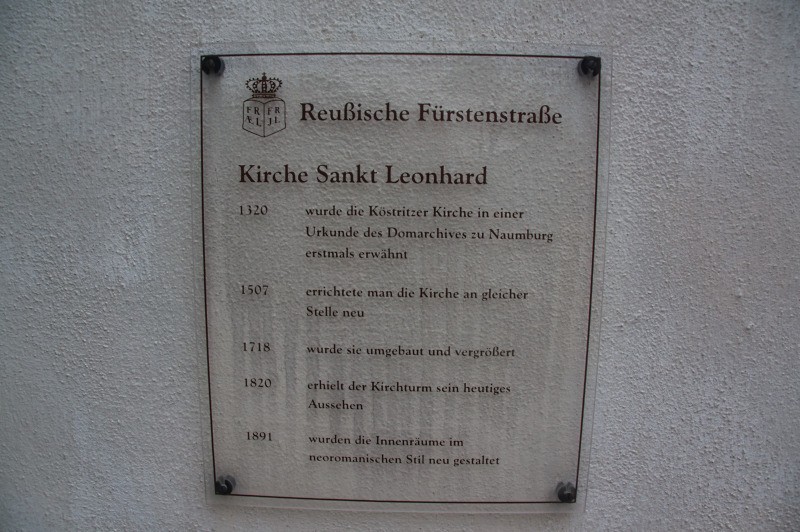 FR FR
Reußische Fürstenstraße
Kirche Sankt Leonhard
1320 wurde die Köstritzer Kirche in einer
Urkunde des Domarchives zu Naumburg
erstmals erwähnt
1507 errichtete man die Kirche an gleicher
Stelle neu
1718 wurde sie umgebaut und vergrößert
1820 erhielt der Kirchturm sein heutiges
Aussehen
1891 wurden die Innenräume im
neoromanischen Stil neu gestaltet